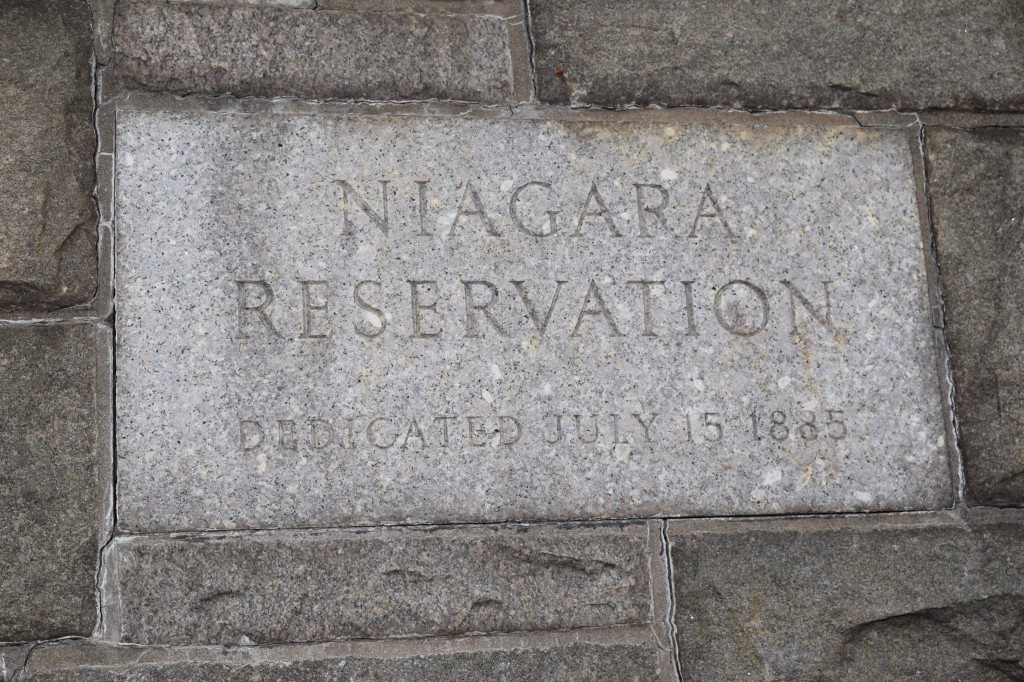 NIAGARA
RESERVATION
DEDICATED JULY 15 1885